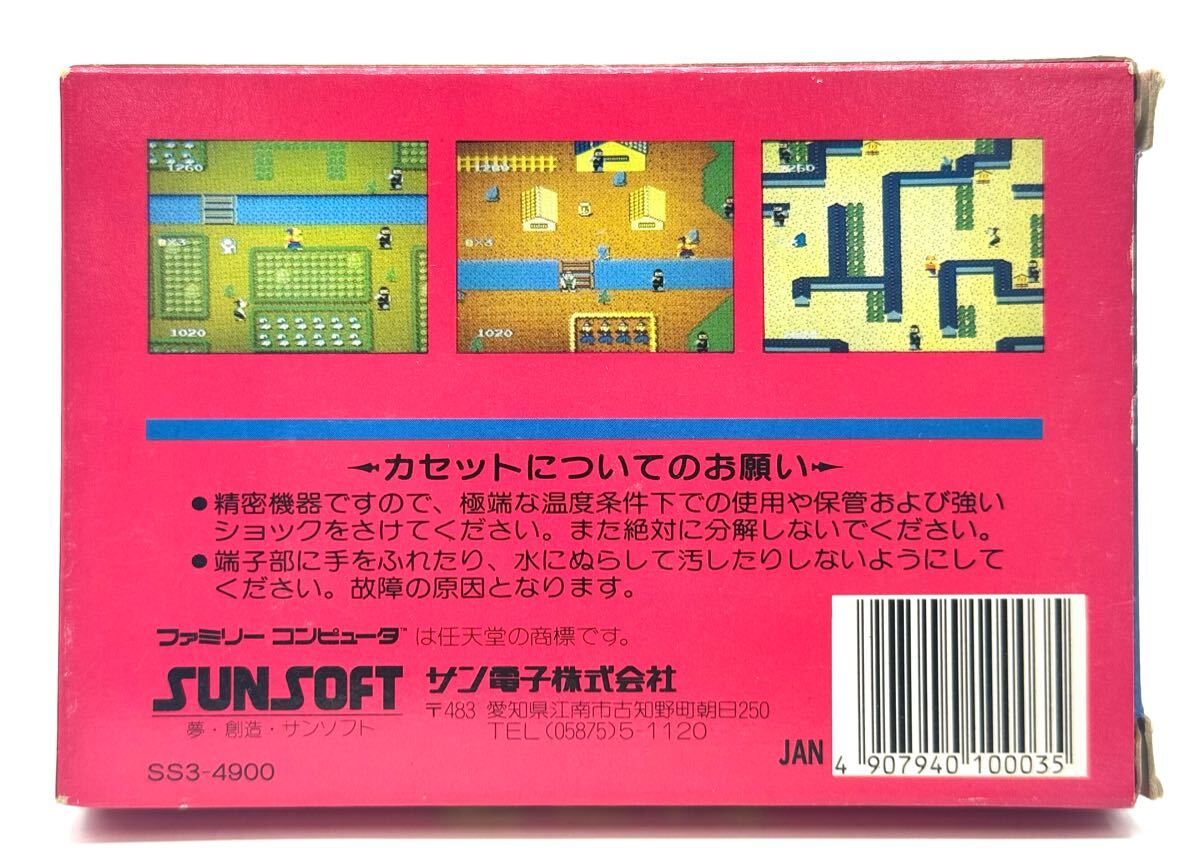 1260
8×3
1020
1260
8×3
1020
1260
カセットについてのお願い
●精密機器ですので、極端な温度条件下での使用や保管および強い
ショックをさけてください。また絶対に分解しないでください。
●端子部に手をふれたり、水にぬらして汚したりしないようにして
ください。故障の原因となります。
ファミリーコンピュータ™は任天堂の商標です。
SUNSOFT サン電子株式会社
〒483 愛知県江南市古知野町朝日250
夢・創造・サンソフト TEL(05875)5-1120
SS3-4900
JAN 4 907940 100035